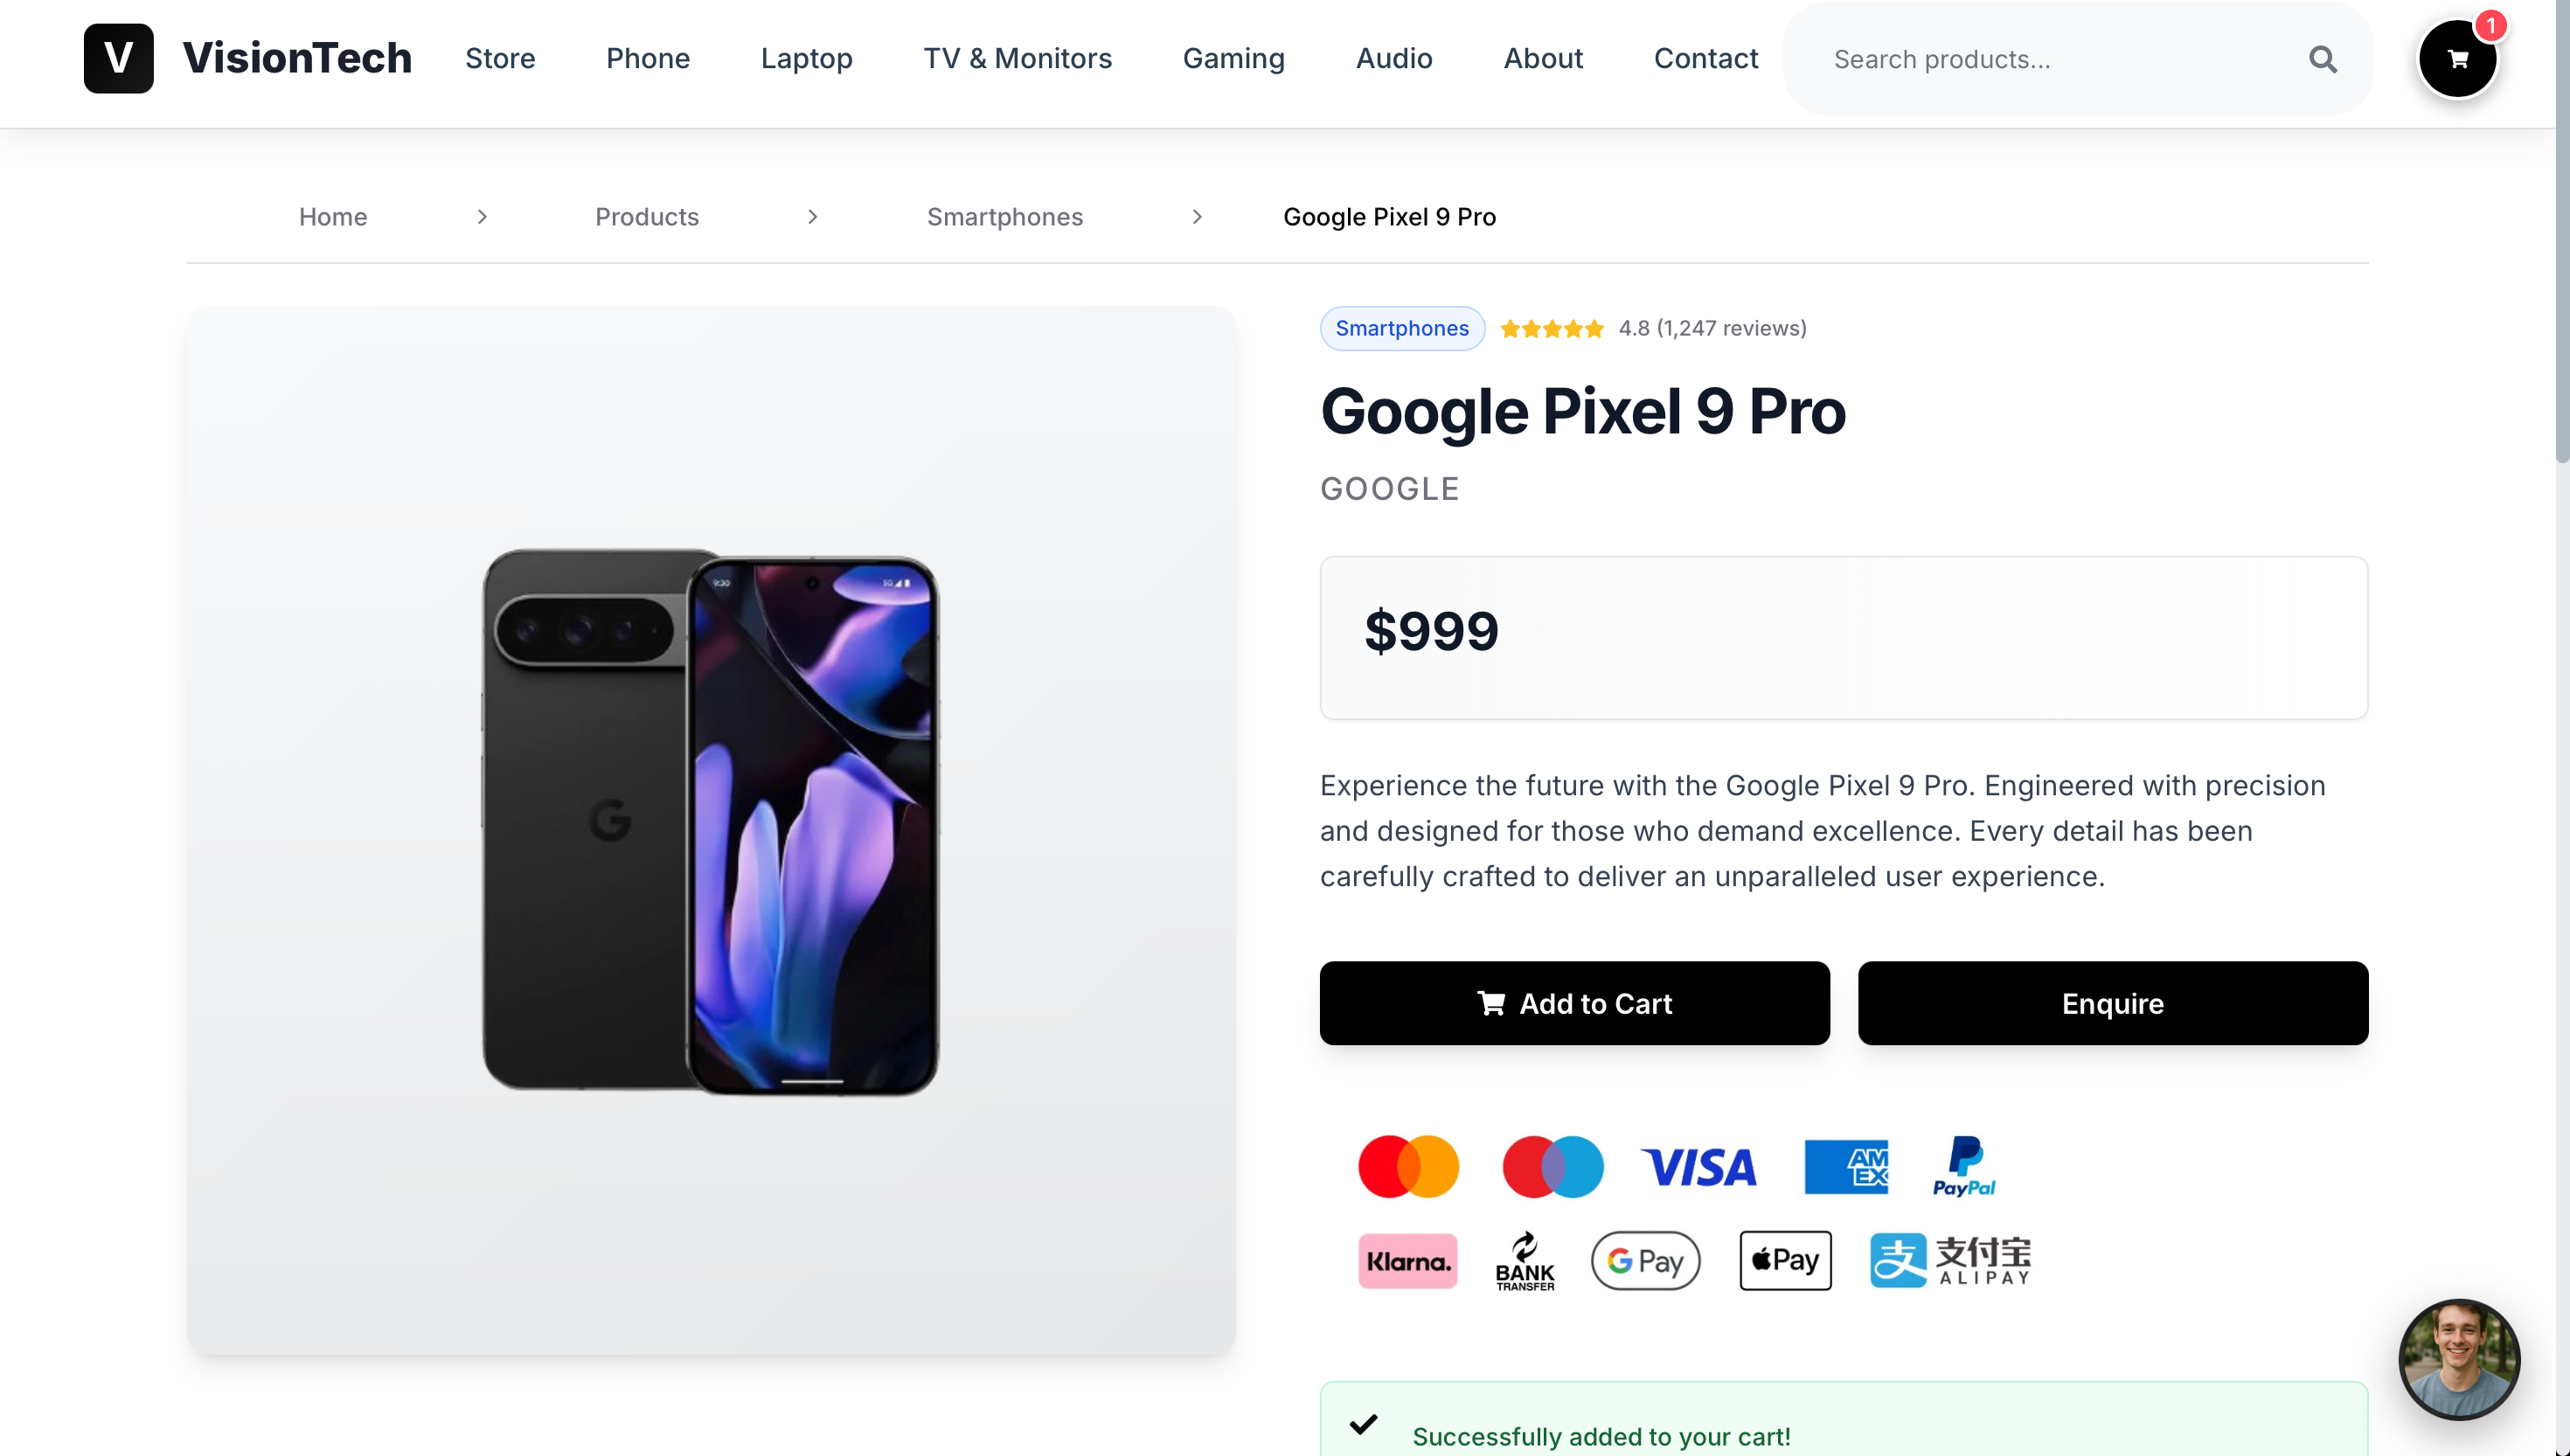 V VisionTech Store Phone Laptop TV & Monitors Gaming Audio About Contact Search products... 1
Home Products Smartphones Google Pixel 9 Pro
Smartphones 4.8 (1,247 reviews)
Google Pixel 9 Pro
GOOGLE
$999
Experience the future with the Google Pixel 9 Pro. Engineered with precision
and designed for those who demand excellence. Every detail has been
carefully crafted to deliver an unparalleled user experience.
Add to Cart Enquire
VISA AM EX PayPal
Klarna. BANK TRANSFER G Pay Pay 支 支付宝 ALIPAY
Successfully added to your cart!
9:30 5G
G